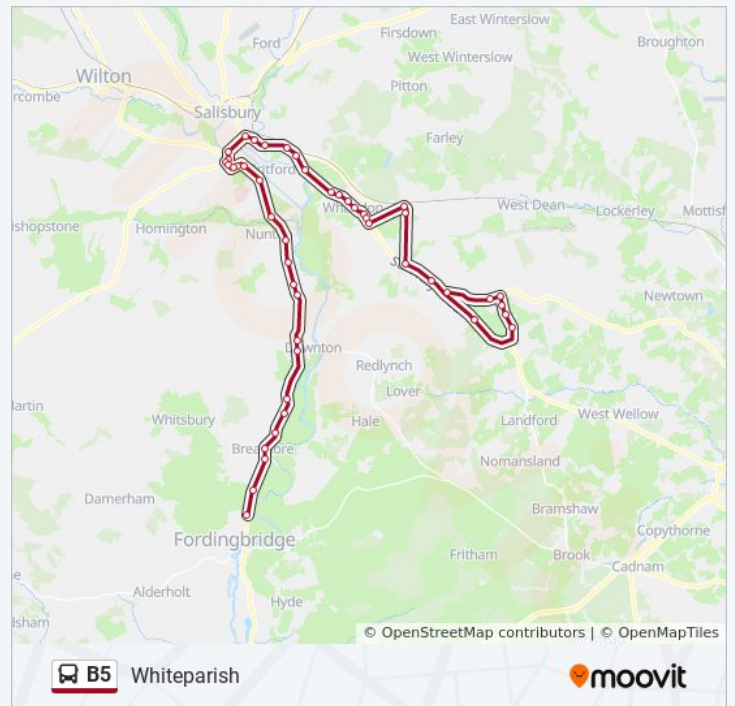 East Winterslow
Firsdown
Ford
Broughton
West Winterslow
Wilton
Pitton
rcombe
Salisbury
Farley
West Dean
Lockerley
Mottisf
ishopstone
Homington
Newtown
Redlynch
Lover
artin
Whitsbury
Hale
Landford
West Wellow
Nomansland
Damerham
Bramshaw
Copythorne
Fordingbridge
Fritham
Brook
Cadnam
Alderholt
Hyde
lsham
© OpenStreetMap contributors | © OpenMapTiles
B5 Whiteparish
moovit